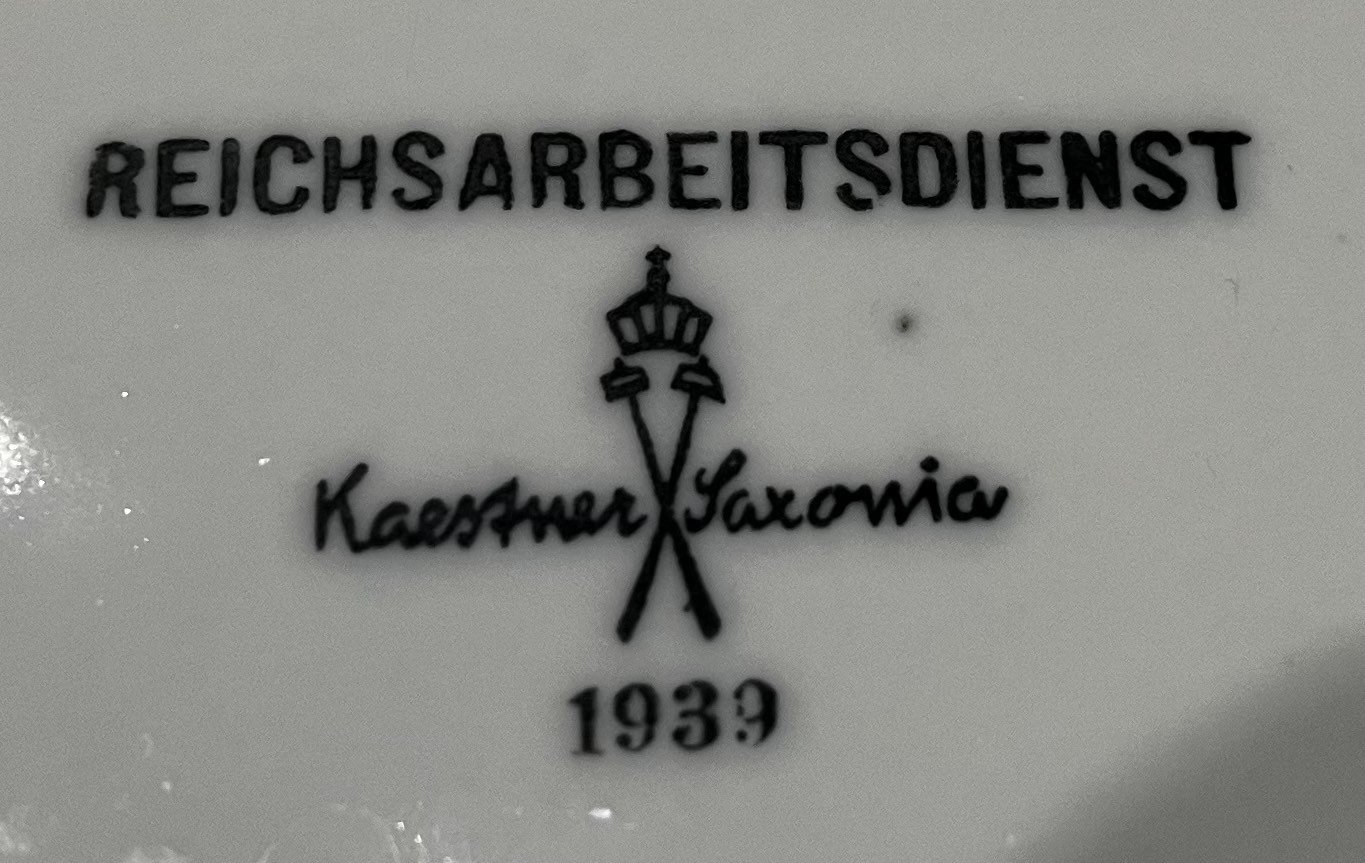 REICHSARBEITSDIENST
Kaestner Saxonia
1939